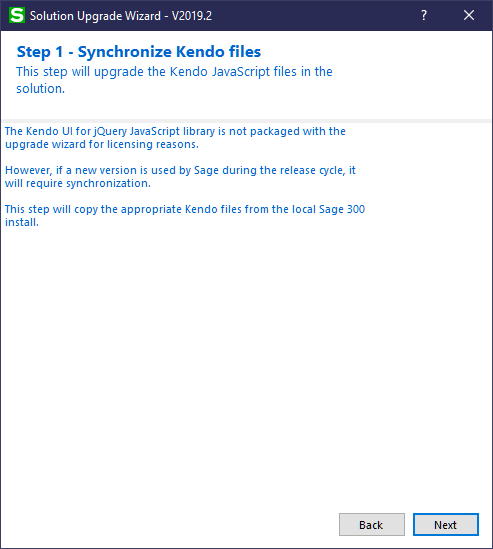 S Solution Upgrade Wizard - V2019.2 ?
Step 1 - Synchronize Kendo files
This step will upgrade the Kendo JavaScript files in the
solution.
The Kendo UI for jQuery JavaScript library is not packaged with the
upgrade wizard for licensing reasons.
However, if a new version is used by Sage during the release cycle, it
will require synchronization.
This step will copy the appropriate Kendo files from the local Sage 300
install.
Back Next